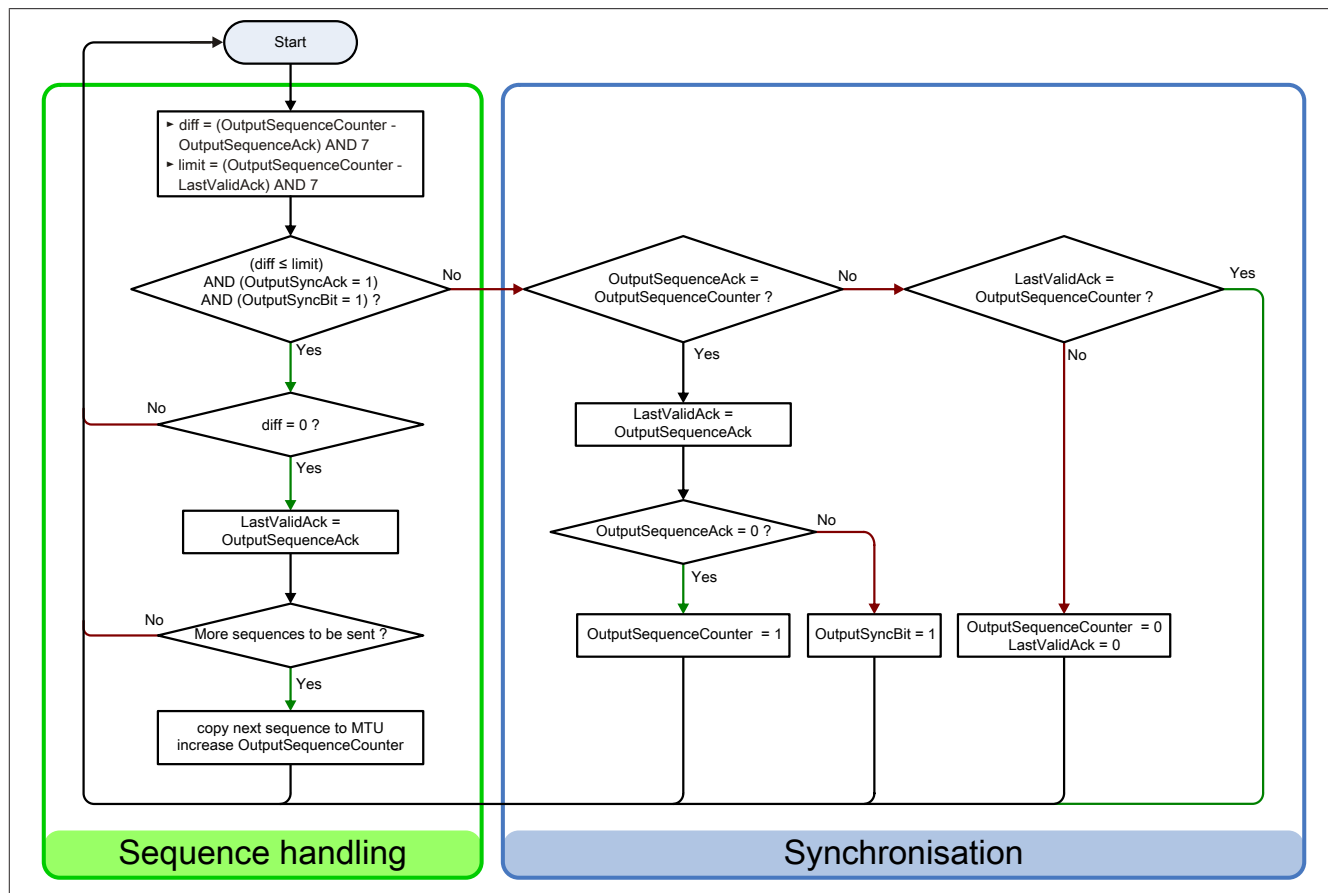 Start
► diff = (OutputSequenceCounter -
OutputSequenceAck) AND 7
► limit = (OutputSequenceCounter -
LastValidAck) AND 7
(diff ≤ limit)
AND (OutputSyncAck = 1)
AND (OutputSyncBit = 1) ?
No
Yes
diff = 0 ?
No
Yes
LastValidAck =
OutputSequenceAck
More sequences to be sent ?
No
Yes
copy next sequence to MTU
increase OutputSequenceCounter
Sequence handling
OutputSequenceAck =
OutputSequenceCounter ?
No
Yes
LastValidAck =
OutputSequenceAck
OutputSequenceAck = 0 ?
No
Yes
OutputSequenceCounter = 1
OutputSyncBit = 1
LastValidAck =
OutputSequenceCounter ?
Yes
No
OutputSequenceCounter = 0
LastValidAck = 0
Synchronisation